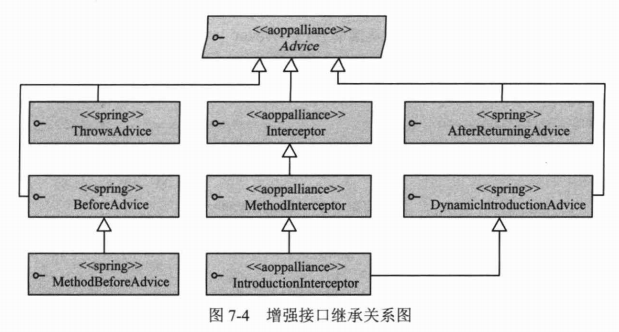 <<aoppalliance>>
Advice
<<spring>>
ThrowsAdvice
<<aoppalliance>>
Interceptor
<<spring>>
AfterReturningAdvice
<<spring>>
BeforeAdvice
<<aoppalliance>>
MethodInterceptor
<<spring>>
DynamicIntroductionAdvice
<<spring>>
MethodBeforeAdvice
<<aoppalliance>>
IntroductionInterceptor
图 7-4 增强接口继承关系图